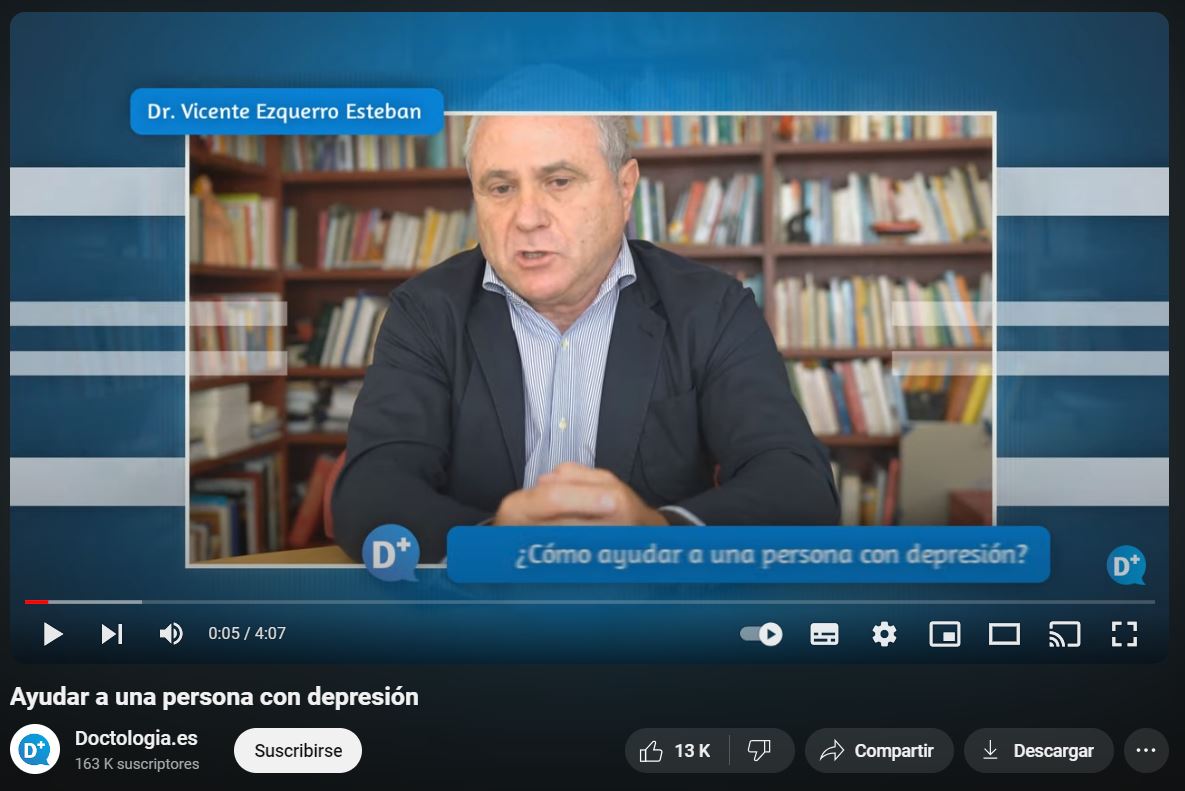 Dr. Vicente Ezquerro Esteban
D+
¿Cómo ayudar a una persona con depresión?
D+
0:05 / 4:07
Ayudar a una persona con depresión
D+
Doctologia.es
163 K suscriptores
Suscribirse
13 K
Compartir
Descargar